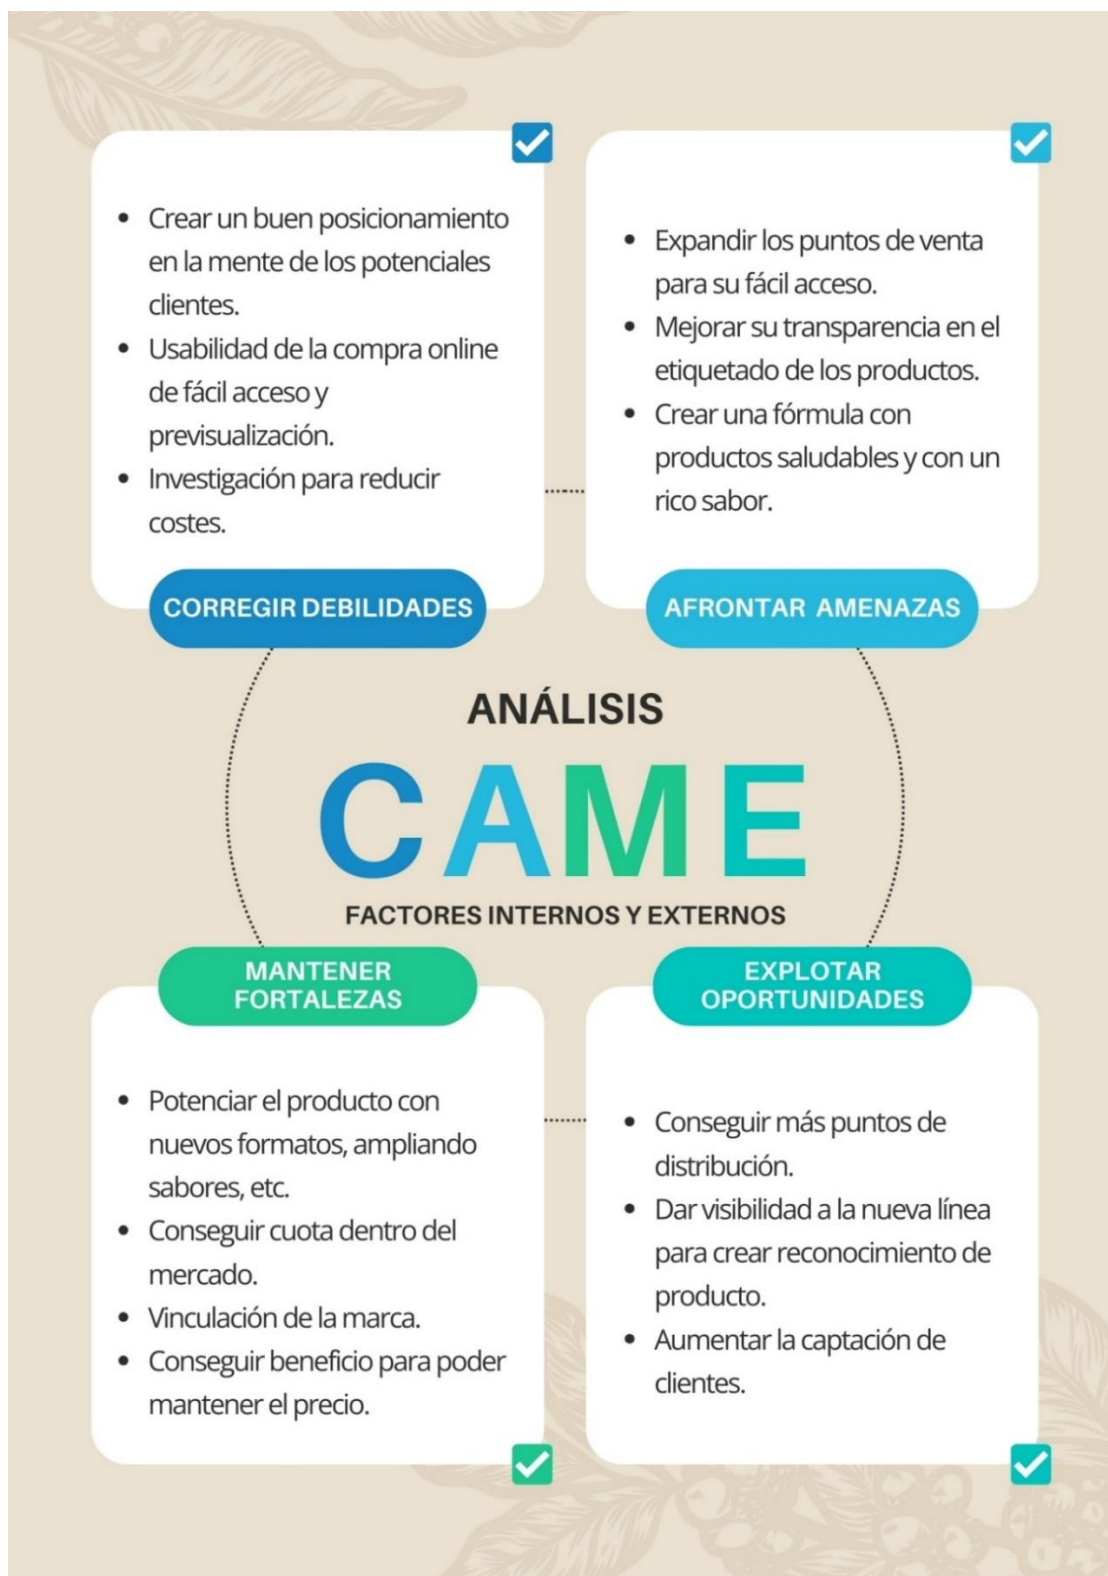 • Crear un buen posicionamiento
en la mente de los potenciales
clientes.
• Usabilidad de la compra online
de fácil acceso y
previsualización.
• Investigación para reducir
costes.
CORREGIR DEBILIDADES
• Expandir los puntos de venta
para su fácil acceso.
• Mejorar su transparencia en el
etiquetado de los productos.
• Crear una fórmula con
productos saludables y con un
rico sabor.
AFRONTAR AMENAZAS
ANÁLISIS
CAME
FACTORES INTERNOS Y EXTERNOS
MANTENER
FORTALEZAS
• Potenciar el producto con
nuevos formatos, ampliando
sabores, etc.
• Conseguir cuota dentro del
mercado.
• Vinculación de la marca.
• Conseguir beneficio para poder
mantener el precio.
EXPLOTAR
OPORTUNIDADES
• Conseguir más puntos de
distribución.
• Dar visibilidad a la nueva línea
para crear reconocimiento de
producto.
• Aumentar la captación de
clientes.